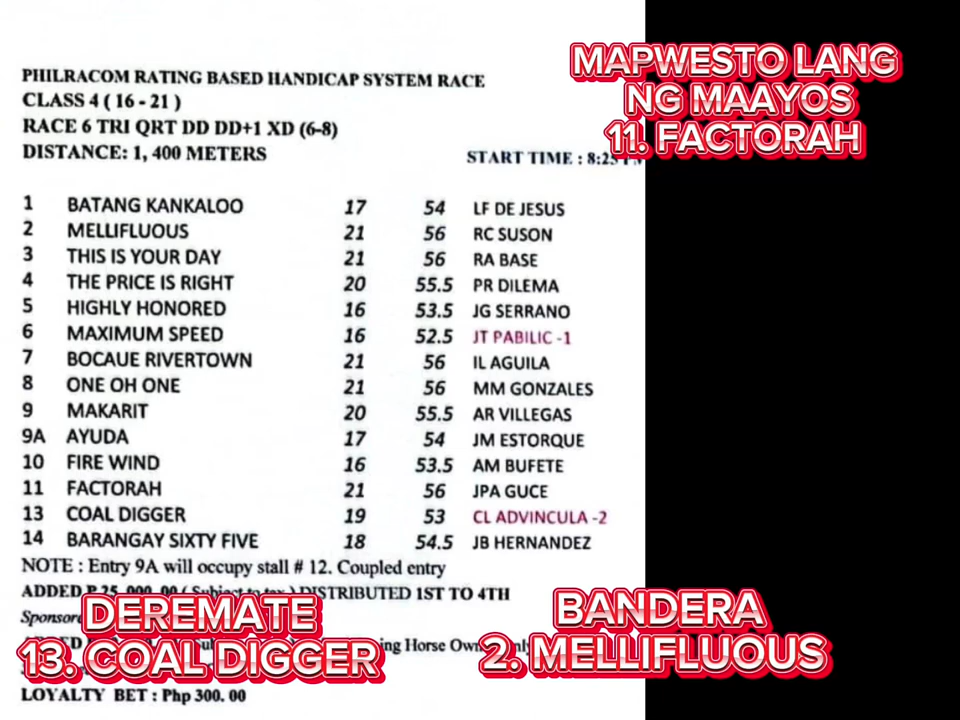 PHILRACOM RATING BASED HANDICAP SYSTEM RACE
CLASS 4 ( 16 - 21 )
RACE 6 TRI QRT DD DD+1 XD (6-8)
DISTANCE: 1, 400 METERS
START TIME : 8:25
MAPWESTO LANG
NG MAAYOS
11. FACTORAH
1 BATANG KANKALOO 17 54 LF DE JESUS
2 MELLIFLUOUS 21 56 RC SUSON
3 THIS IS YOUR DAY 21 56 RA BASE
4 THE PRICE IS RIGHT 20 55.5 PR DILEMA
5 HIGHLY HONORED 16 53.5 JG SERRANO
6 MAXIMUM SPEED 16 52.5 JT PABILIC -1
7 BOCAUE RIVERTOWN 21 56 IL AGUILA
8 ONE OH ONE 21 56 MM GONZALES
9 MAKARIT 20 55.5 AR VILLEGAS
9A AYUDA 17 54 JM ESTORQUE
10 FIRE WIND 16 53.5 AM BUFETE
11 FACTORAH 21 56 JPA GUCE
13 COAL DIGGER 19 53 CL ADVINCULA -2
14 BARANGAY SIXTY FIVE 18 54.5 JB HERNANDEZ
NOTE : Entry 9A will occupy stall # 12. Coupled entry
ADDED P 25, 000. 00 ( Subject to tax ) DISTRIBUTED 1ST TO 4TH
DEREMATE
13. COAL DIGGER
BANDERA
2. MELLIFLUOUS
LOYALTY BET : Php 300. 00